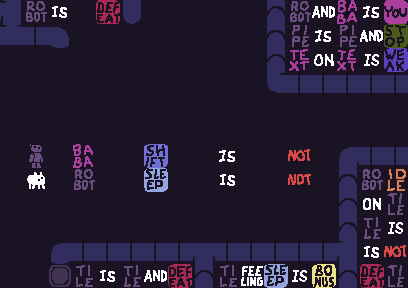 ROBOT IS DEFEAT
ROBOT AND BABA IS YOU
PIPE IS PIPE AND STOP
TEXT ON TEXT IS WEAK
BABA SHIFT IS NOT
ROBOT SLEEP IS NOT
ROBOT IDLE
ON TILE
TILE IS
IS NOT
TILE IS TILE AND DEFEAT TILE FEELING SLEEP IS BONUS DEFEAT TILE